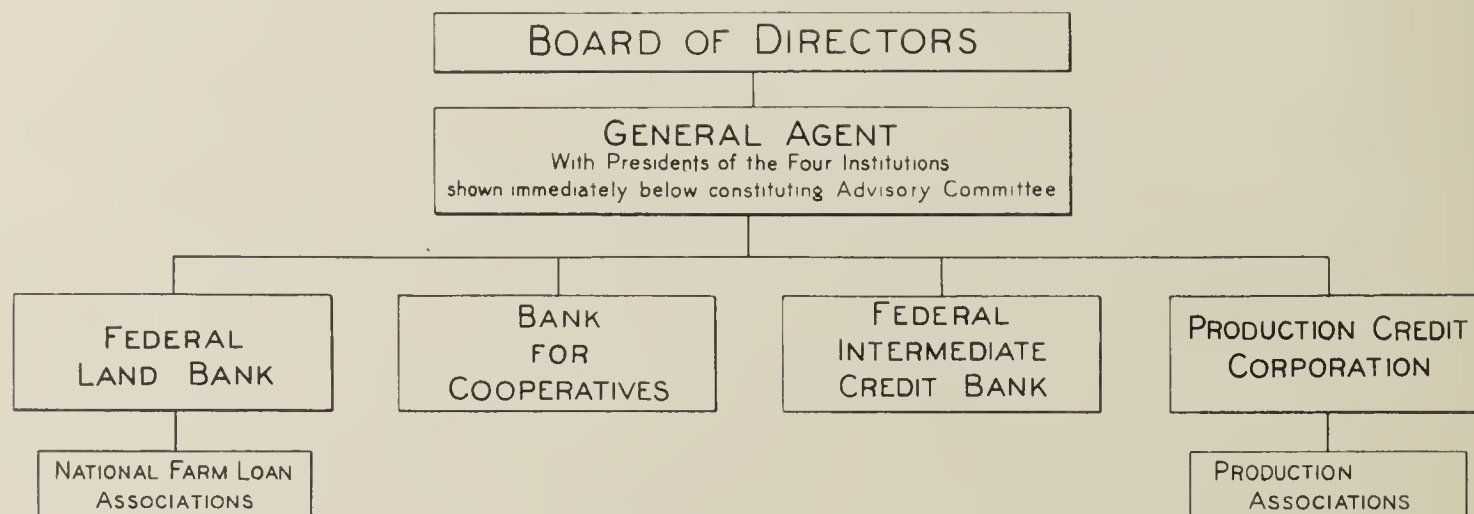 BOARD OF DIRECTORS
GENERAL AGENT
With Presidents of the Four Institutions
shown immediately below constituting Advisory Committee
FEDERAL
LAND BANK
BANK
FOR
COOPERATIVES
FEDERAL
INTERMEDIATE
CREDIT BANK
PRODUCTION CREDIT
CORPORATION
NATIONAL FARM LOAN
ASSOCIATIONS
PRODUCTION
ASSOCIATIONS